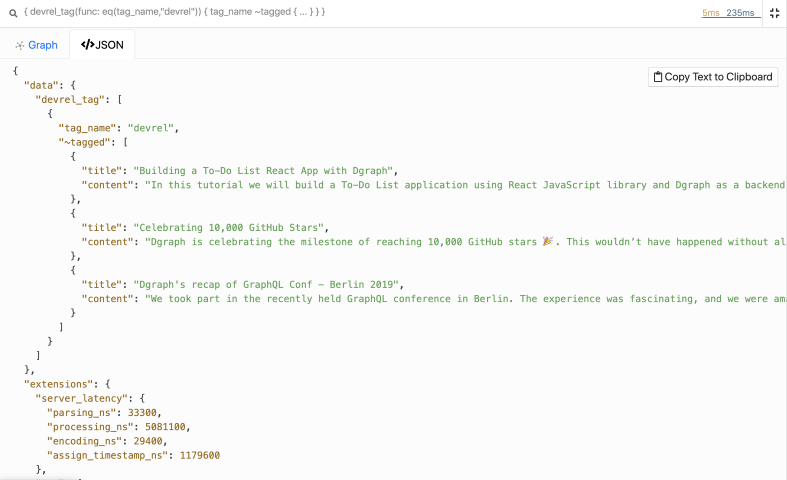 { devrel_tag(func: eq(tag_name,"devrel")) { tag_name ~tagged { ... } } }
5ms 235ms
Graph
</>JSON
Copy Text to Clipboard
{
"data": {
"devrel_tag": [
{
"tag_name": "devrel",
"~tagged": [
{
"title": "Building a To-Do List React App with Dgraph",
"content": "In this tutorial we will build a To-Do List application using React JavaScript library and Dgraph as a backend
},
{
"title": "Celebrating 10,000 GitHub Stars",
"content": "Dgraph is celebrating the milestone of reaching 10,000 GitHub stars 🎉. This wouldn’t have happened without al
},
{
"title": "Dgraph's recap of GraphQL Conf - Berlin 2019",
"content": "We took part in the recently held GraphQL conference in Berlin. The experience was fascinating, and we were ama
}
]
}
]
},
"extensions": {
"server_latency": {
"parsing_ns": 33300,
"processing_ns": 5081100,
"encoding_ns": 29400,
"assign_timestamp_ns": 1179600
},